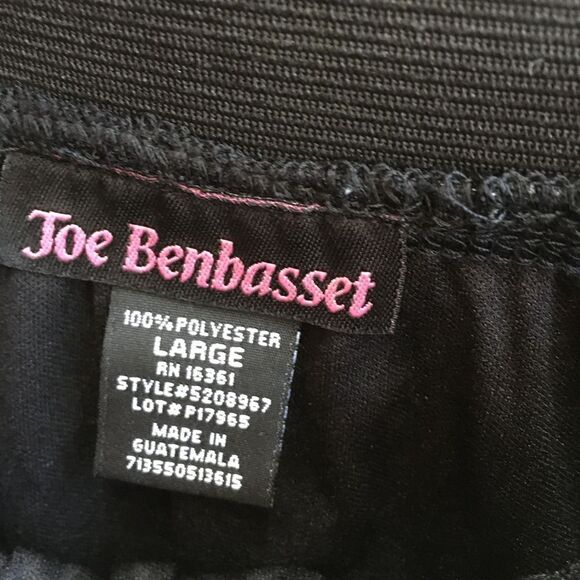 Joe Benbasset
100% POLYESTER
LARGE
RN 16361
STYLE#5208967
LOT#P17965
MADE IN
GUATEMALA
713550513615